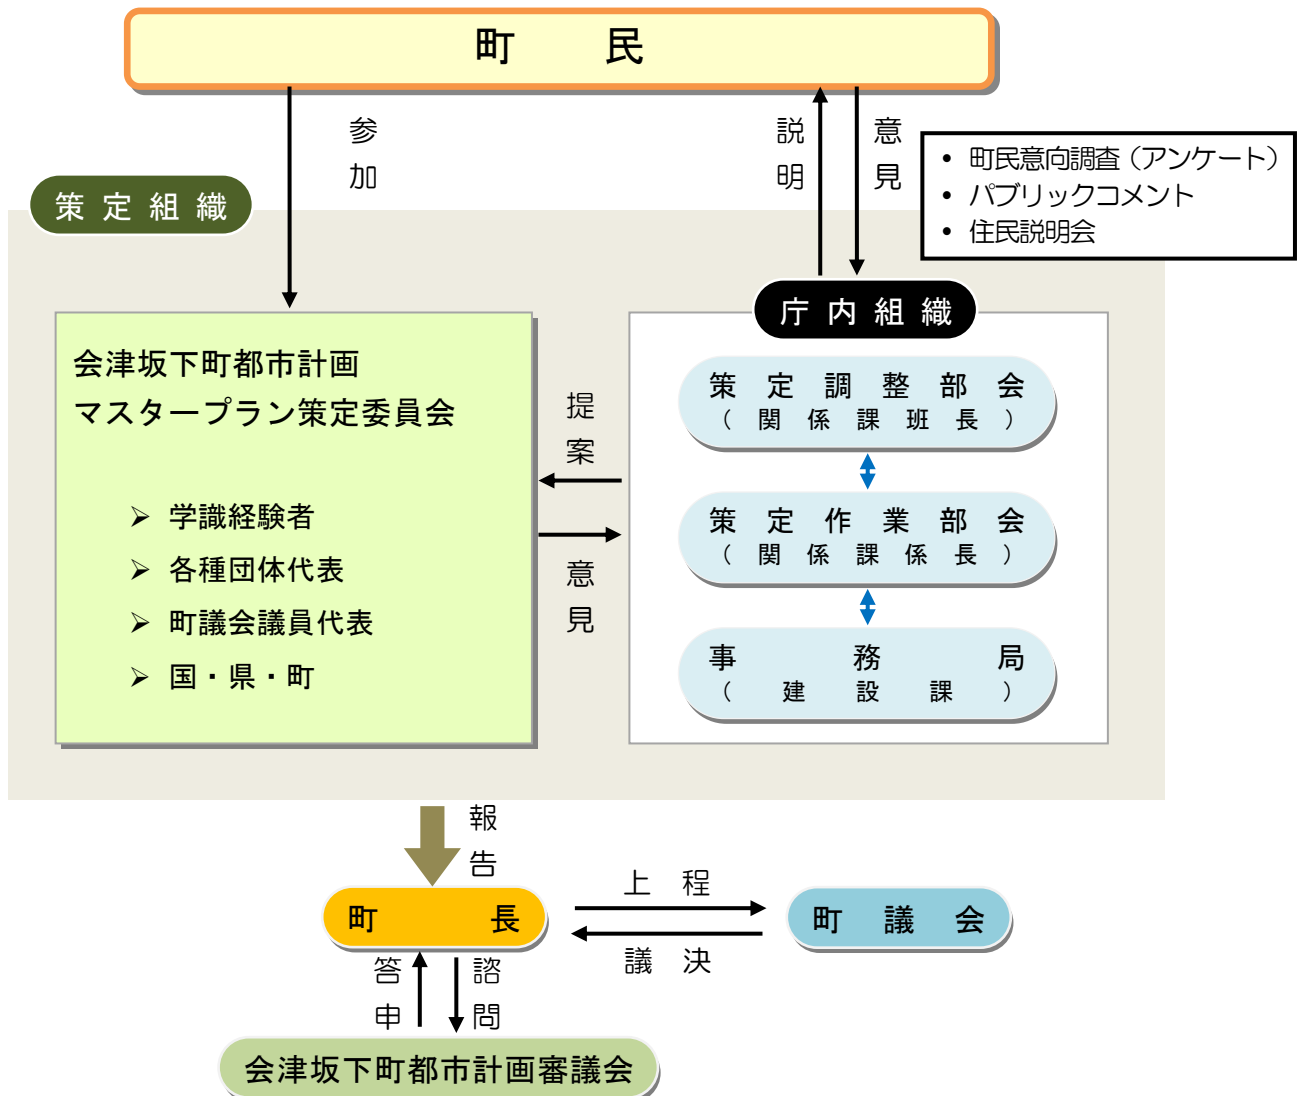 町民
参加
説明
意見
• 町民意向調査（アンケート）
• パブリックコメント
• 住民説明会
策定組織
庁内組織
会津坂下町都市計画
マスタープラン策定委員会
➢ 学識経験者
➢ 各種団体代表
➢ 町議会議員代表
➢ 国・県・町
提案
意見
策定調整部会
（関係課班長）
策定作業部会
（関係課係長）
事務局
（建設課）
報告
町長
上程
議決
町議会
答申
諮問
会津坂下町都市計画審議会